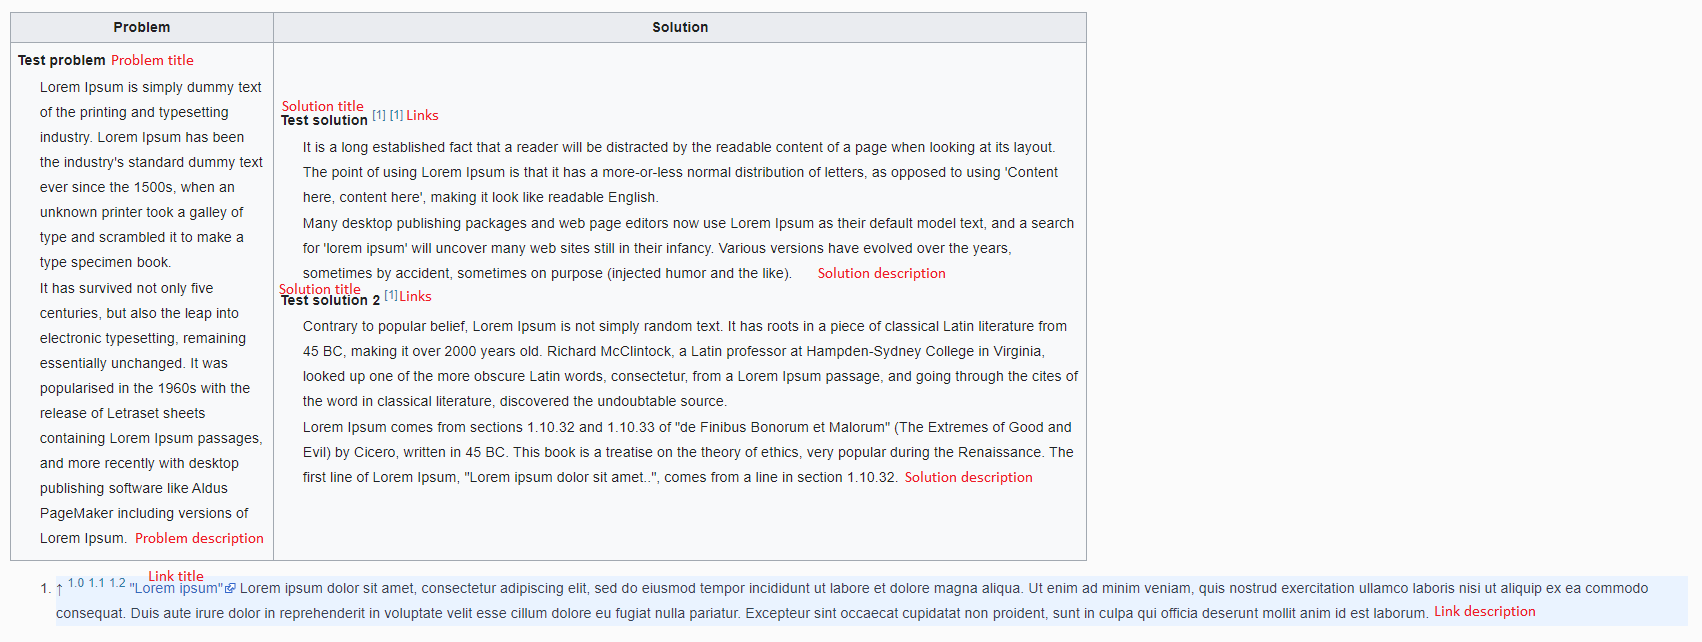 Problem
Solution
Test problem Problem title
Lorem Ipsum is simply dummy text
of the printing and typesetting
industry. Lorem Ipsum has been
the industry's standard dummy text
ever since the 1500s, when an
unknown printer took a galley of
type and scrambled it to make a
type specimen book.
It has survived not only five
centuries, but also the leap into
electronic typesetting, remaining
essentially unchanged. It was
popularised in the 1960s with the
release of Letraset sheets
containing Lorem Ipsum passages,
and more recently with desktop
publishing software like Aldus
PageMaker including versions of
Lorem Ipsum. Problem description
Solution title
Test solution [1] [1] Links
It is a long established fact that a reader will be distracted by the readable content of a page when looking at its layout.
The point of using Lorem Ipsum is that it has a more-or-less normal distribution of letters, as opposed to using 'Content
here, content here', making it look like readable English.
Many desktop publishing packages and web page editors now use Lorem Ipsum as their default model text, and a search
for 'lorem ipsum' will uncover many web sites still in their infancy. Various versions have evolved over the years,
sometimes by accident, sometimes on purpose (injected humor and the like). Solution description
Solution title
Test solution 2 [1] Links
Contrary to popular belief, Lorem Ipsum is not simply random text. It has roots in a piece of classical Latin literature from
45 BC, making it over 2000 years old. Richard McClintock, a Latin professor at Hampden-Sydney College in Virginia,
looked up one of the more obscure Latin words, consectetur, from a Lorem Ipsum passage, and going through the cites of
the word in classical literature, discovered the undoubtable source.
Lorem Ipsum comes from sections 1.10.32 and 1.10.33 of "de Finibus Bonorum et Malorum" (The Extremes of Good and
Evil) by Cicero, written in 45 BC. This book is a treatise on the theory of ethics, very popular during the Renaissance. The
first line of Lorem Ipsum, "Lorem ipsum dolor sit amet..", comes from a line in section 1.10.32. Solution description
Link title
1. ↑ 1.0 1.1 1.2 "Lorem ipsum" Lorem ipsum dolor sit amet, consectetur adipiscing elit, sed do eiusmod tempor incididunt ut labore et dolore magna aliqua. Ut enim ad minim veniam, quis nostrud exercitation ullamco laboris nisi ut aliquip ex ea commodo
consequat. Duis aute irure dolor in reprehenderit in voluptate velit esse cillum dolore eu fugiat nulla pariatur. Excepteur sint occaecat cupidatat non proident, sunt in culpa qui officia deserunt mollit anim id est laborum. Link description